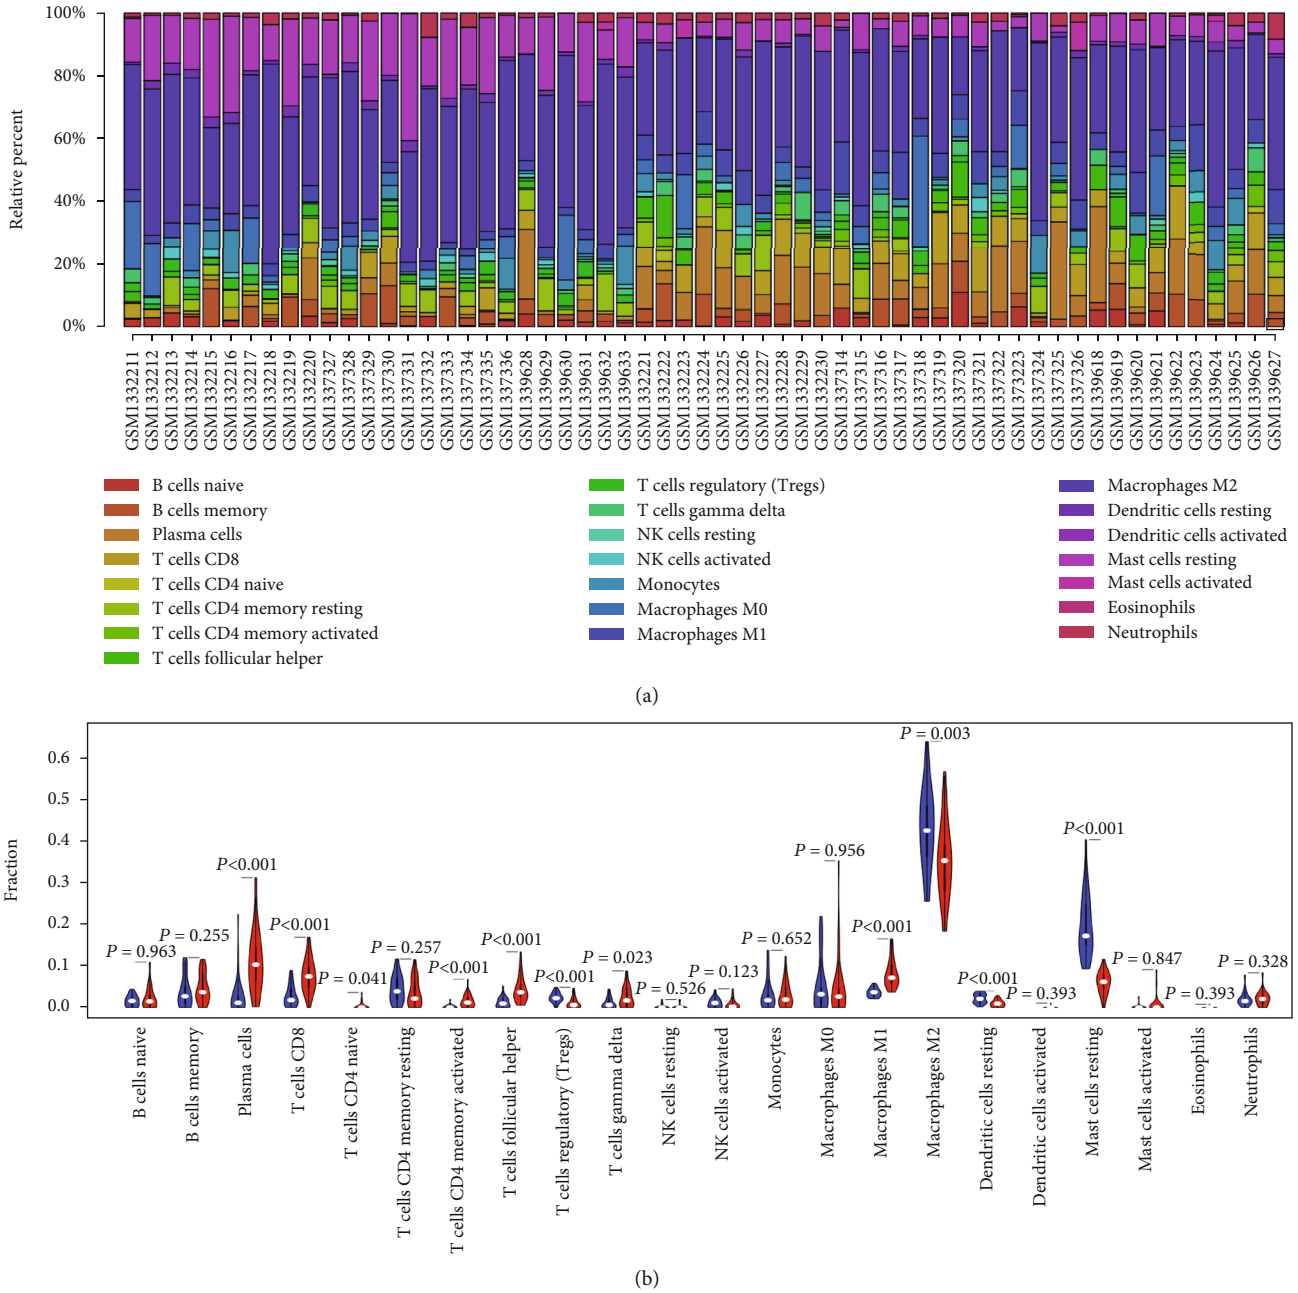 100%
80%
60%
40%
20%
0%
Relative percent
GSM1332211
GSM1332212
GSM1332213
GSM1332214
GSM1332215
GSM1332216
GSM1332217
GSM1332218
GSM1332219
GSM1332220
GSM1337327
GSM1337328
GSM1337329
GSM1337330
GSM1337331
GSM1337332
GSM1337333
GSM1337334
GSM1337335
GSM1337336
GSM1339628
GSM1339629
GSM1339630
GSM1339631
GSM1339632
GSM1339633
GSM1332221
GSM1332222
GSM1332223
GSM1332224
GSM1332225
GSM1332226
GSM1332227
GSM1332228
GSM1332229
GSM1332230
GSM1337314
GSM1337315
GSM1337316
GSM1337317
GSM1337318
GSM1337319
GSM1337320
GSM1337321
GSM1337322
GSM1373223
GSM1337324
GSM1337325
GSM1337326
GSM1339618
GSM1339619
GSM1339620
GSM1339621
GSM1339622
GSM1339623
GSM1339624
GSM1339625
GSM1339626
GSM1339627
B cells naive
B cells memory
Plasma cells
T cells CD8
T cells CD4 naive
T cells CD4 memory resting
T cells CD4 memory activated
T cells follicular helper
T cells regulatory (Tregs)
T cells gamma delta
NK cells resting
NK cells activated
Monocytes
Macrophages M0
Macrophages M1
Macrophages M2
Dendritic cells resting
Dendritic cells activated
Mast cells resting
Mast cells activated
Eosinophils
Neutrophils
(a)
0.6
0.5
0.4
0.3
0.2
0.1
0.0
Fraction
P = 0.963
P = 0.255
P<0.001
P<0.001
P = 0.041
P = 0.257
P<0.001
P<0.001
P<0.001
P = 0.023
P = 0.526
P = 0.123
P = 0.652
P = 0.956
P<0.001
P = 0.003
P<0.001
P = 0.393
P<0.001
P = 0.847
P = 0.393
P = 0.328
B cells naive
B cells memory
Plasma cells
T cells CD8
T cells CD4 naive
T cells CD4 memory resting
T cells CD4 memory activated
T cells follicular helper
T cells regulatory (Tregs)
T cells gamma delta
NK cells resting
NK cells activated
Monocytes
Macrophages M0
Macrophages M1
Macrophages M2
Dendritic cells resting
Dendritic cells activated
Mast cells resting
Mast cells activated
Eosinophils
Neutrophils
(b)